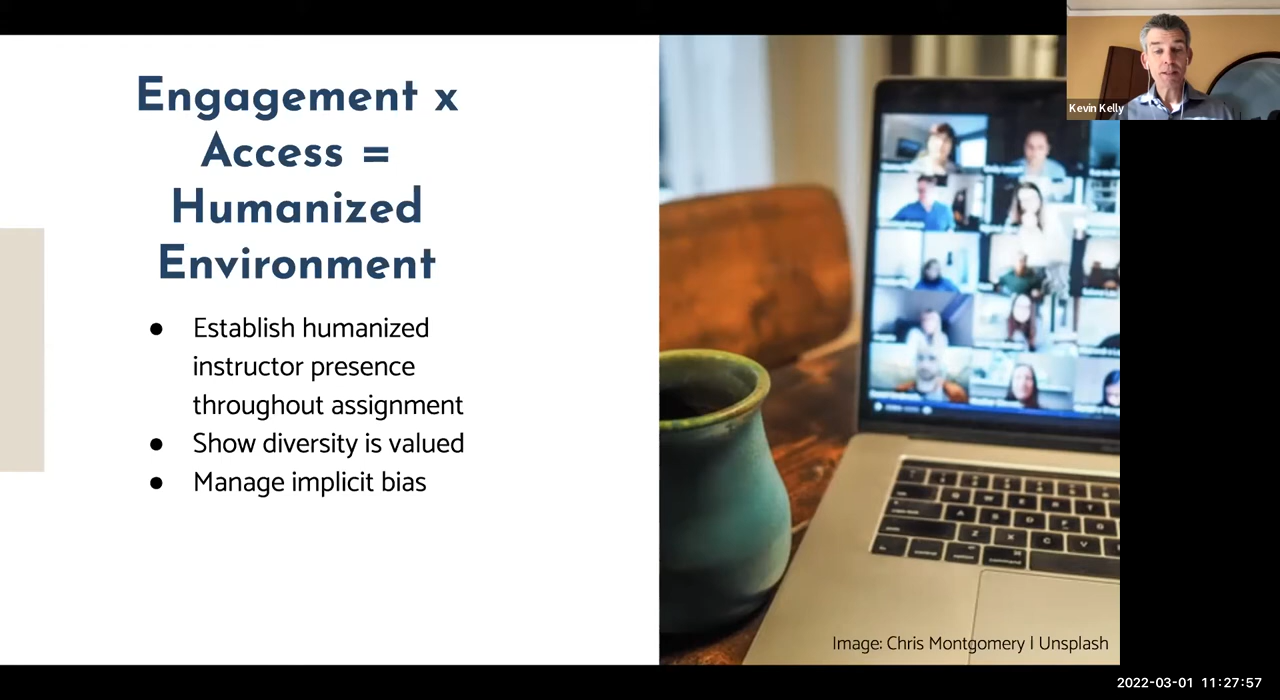 Engagement x
Access =
Humanized
Environment
● Establish humanized
instructor presence
throughout assignment
● Show diversity is valued
● Manage implicit bias
Kevin Kelly
Image: Chris Montgomery | Unsplash
2022-03-01 11:27:57